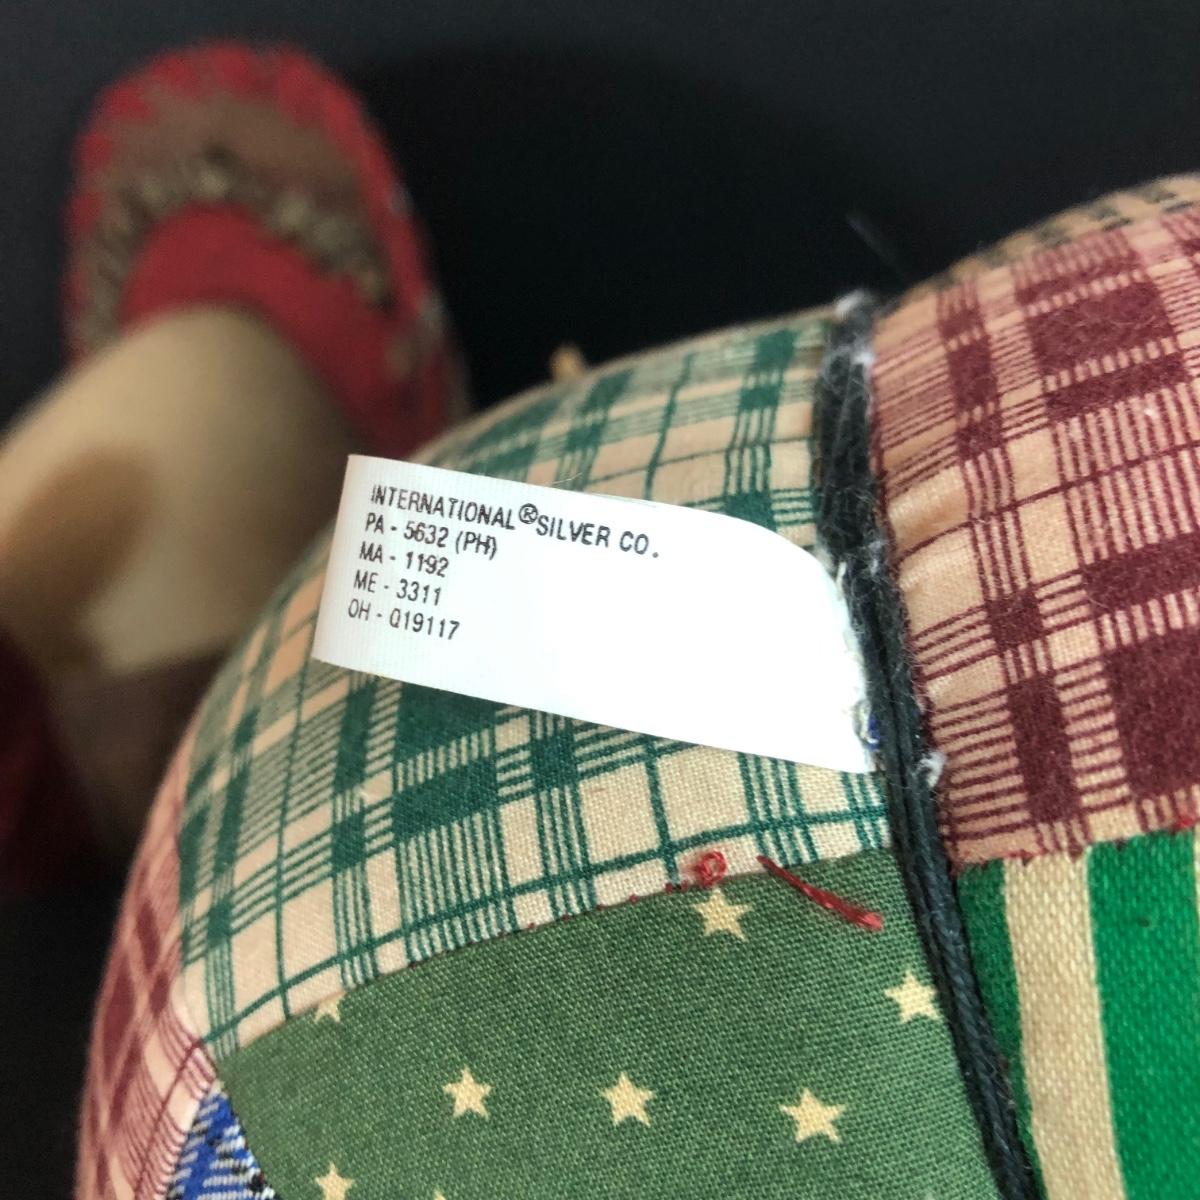 INTERNATIONAL ® SILVER CO.
PA - 5632 (PH)
MA - 1192
ME - 3311
OH - Q19117